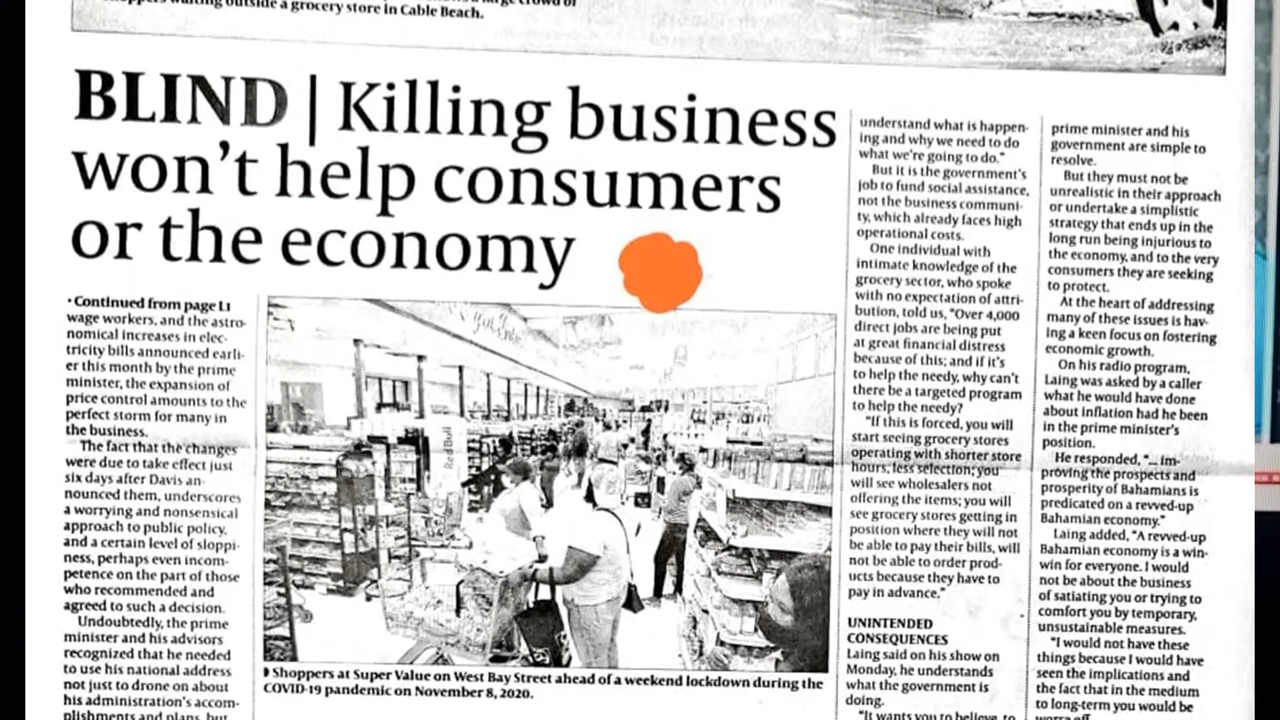 outside a grocery store in Cable Beach.
BLIND | Killing business
won't help consumers
or the economy
• Continued from page L1
wage workers, and the astro-
nomical increases in elec-
tricity bills announced earli-
er this month by the prime
minister, the expansion of
price control amounts to the
perfect storm for many in
the business.
The fact that the changes
were due to take effect just
six days after Davis an-
nounced them, underscores
a worrying and nonsensical
approach to public policy,
and a certain level of sloppi-
ness, perhaps even incom-
petence on the part of those
who recommended and
agreed to such a decision.
Undoubtedly, the prime
minister and his advisors
recognized that he needed
to use his national address
not just to drone on about
his administration's accom-
plishments and plans, but
Red Bull
Shoppers at Super Value on West Bay Street ahead of a weekend lockdown during the
COVID-19 pandemic on November 8, 2020.
understand what is happen-
ing and why we need to do
what we're going to do."
But it is the government's
job to fund social assistance,
not the business communi-
ty, which already faces high
operational costs.
One individual with
intimate knowledge of the
grocery sector, who spoke
with no expectation of attri-
bution, told us, "Over 4,000
direct jobs are being put
at great financial distress
because of this; and if it's
to help the needy, why can't
there be a targeted program
to help the needy?
"If this is forced, you will
start seeing grocery stores
operating with shorter store
hours, less selection; you
will see wholesalers not
offering the items; you will
see grocery stores getting in
position where they will not
be able to pay their bills, will
not be able to order prod-
ucts because they have to
pay in advance."
UNINTENDED
CONSEQUENCES
Laing said on his show on
Monday, he understands
what the government is
doing.
"It wants you to believe, to
prime minister and his
government are simple to
resolve.
But they must not be
unrealistic in their approach
or undertake a simplistic
strategy that ends up in the
long run being injurious to
the economy, and to the very
consumers they are seeking
to protect.
At the heart of addressing
many of these issues is hav-
ing a keen focus on fostering
economic growth.
On his radio program,
Laing was asked by a caller
what he would have done
about inflation had he been
in the prime minister's
position.
He responded, "... im-
proving the prospects and
prosperity of Bahamians is
predicated on a revved-up
Bahamian economy."
Laing added, "A revved-up
Bahamian economy is a win-
win for everyone. I would
not be about the business
of satiating you or trying to
comfort you by temporary,
unsustainable measures.
"I would not have these
things because I would have
seen the implications and
the fact that in the medium
to long-term you would be
worse off.